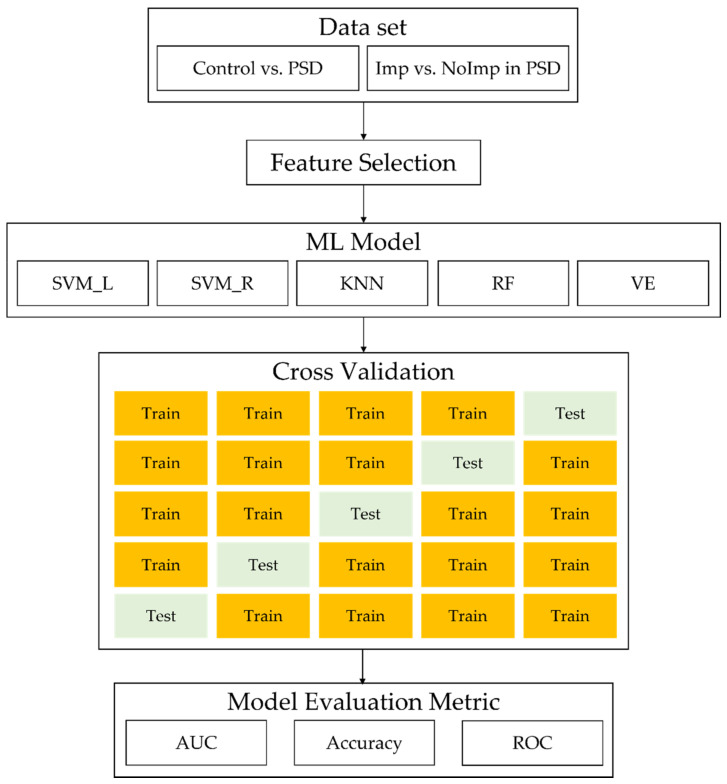 Data set
Control vs. PSD
Imp vs. NoImp in PSD
Feature Selection
ML Model
SVM_L
SVM_R
KNN
RF
VE
Cross Validation
Train Train Train Train Test
Train Train Train Test Train
Train Train Test Train Train
Train Test Train Train Train
Test Train Train Train Train
Model Evaluation Metric
AUC
Accuracy
ROC